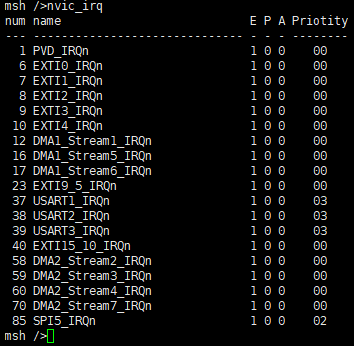 msh />nvic_irq
num name                           E P A Priotity
--- ------------------------------ - - - --------
  1 PVD_IRQn                       1 0 0    00
  6 EXTI0_IRQn                     1 0 0    00
  7 EXTI1_IRQn                     1 0 0    00
  8 EXTI2_IRQn                     1 0 0    00
  9 EXTI3_IRQn                     1 0 0    00
 10 EXTI4_IRQn                     1 0 0    00
 12 DMA1_Stream1_IRQn              1 0 0    00
 16 DMA1_Stream5_IRQn              1 0 0    00
 17 DMA1_Stream6_IRQn              1 0 0    00
 23 EXTI9_5_IRQn                   1 0 0    00
 37 USART1_IRQn                    1 0 0    03
 38 USART2_IRQn                    1 0 0    03
 39 USART3_IRQn                    1 0 0    03
 40 EXTI15_10_IRQn                 1 0 0    00
 58 DMA2_Stream2_IRQn              1 0 0    00
 59 DMA2_Stream3_IRQn              1 0 0    00
 60 DMA2_Stream4_IRQn              1 0 0    00
 70 DMA2_Stream7_IRQn              1 0 0    00
 85 SPI5_IRQn                      1 0 0    02
msh />